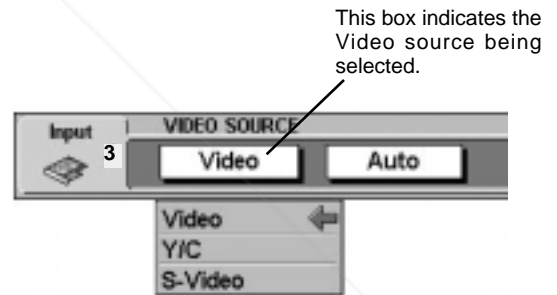 This box indicates the
Video source being
selected.
Input
3
VIDEO SOURCE
Video
Auto
Video
Y/C
S-Video